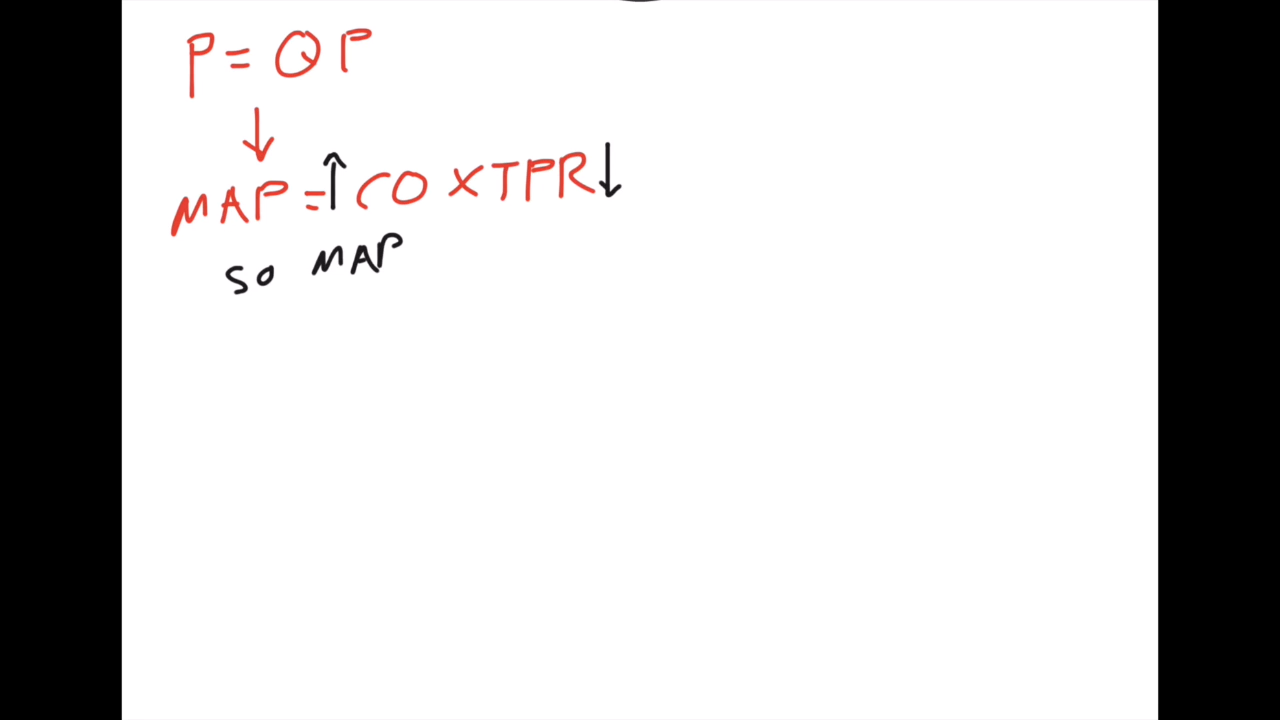 P = QP
↓
MAP = ↑ CO X TPR ↓
SO MAP